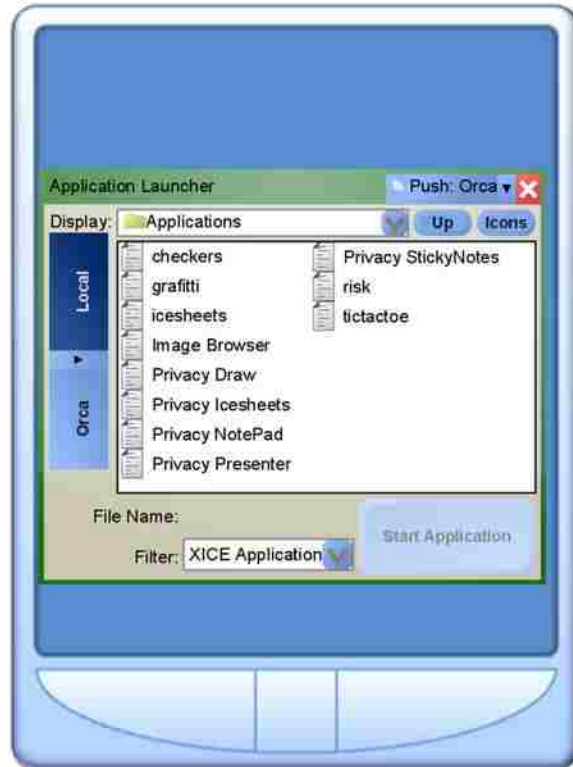 Application Launcher Push: Orca
Display: Applications Up Icons
Local
Orca
checkers
grafitti
icesheets
Image Browser
Privacy Draw
Privacy Icesheets
Privacy NotePad
Privacy Presenter
Privacy StickyNotes
risk
tictactoe
File Name:
Filter: XICE Application
Start Application